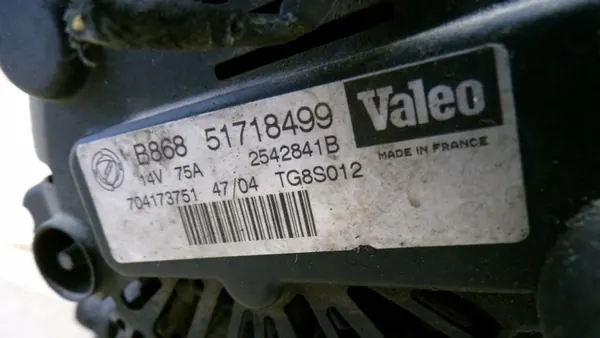 B868 51718499
Valeo
14V 75A 2542841B
MADE IN FRANCE
704173751 47/04 TG8S012